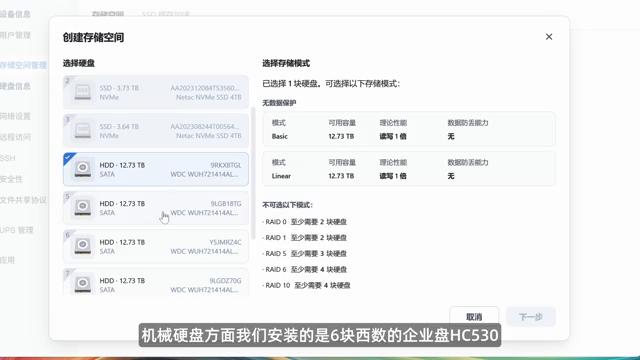 设备信息
存储空间
SSD 缓存加速
用户管理
存储空间管理
硬盘信息
网络设置
远程访问
SSH
安全性
文件共享协议
UPS 管理
应用
创建存储空间
选择硬盘
2
SSD · 3.73 TB
NVMe
AA202312084T53560...
Netac NVMe SSD 4TB
3
SSD · 3.64 TB
NVMe
AA202308244T00564...
Netac NVMe SSD 4TB
HDD · 12.73 TB
SATA
9RKXBTGL
WDC WUH721414AL...
5
HDD · 12.73 TB
SATA
9LGB18TG
WDC WUH721414AL...
6
HDD · 12.73 TB
SATA
Y5JMRZ4C
WDC WUH721414AL...
7
HDD · 12.73 TB
SATA
9LGDZ70G
WDC WUH721414AL...
选择存储模式
已选择 1 块硬盘。可选择以下存储模式：
无数据保护
模式 可用容量 理论性能 数据防丢能力
Basic 12.73 TB 读写 1 倍 无
模式 可用容量 理论性能 数据防丢能力
Linear 12.73 TB 读写 1 倍 无
不可选以下模式：
· RAID 0 至少需要 2 块硬盘
· RAID 1 至少需要 2 块硬盘
· RAID 5 至少需要 3 块硬盘
· RAID 6 至少需要 4 块硬盘
· RAID 10 至少需要 4 块硬盘
取消
下一步
机械硬盘方面我们安装的是6块西数的企业盘HC530